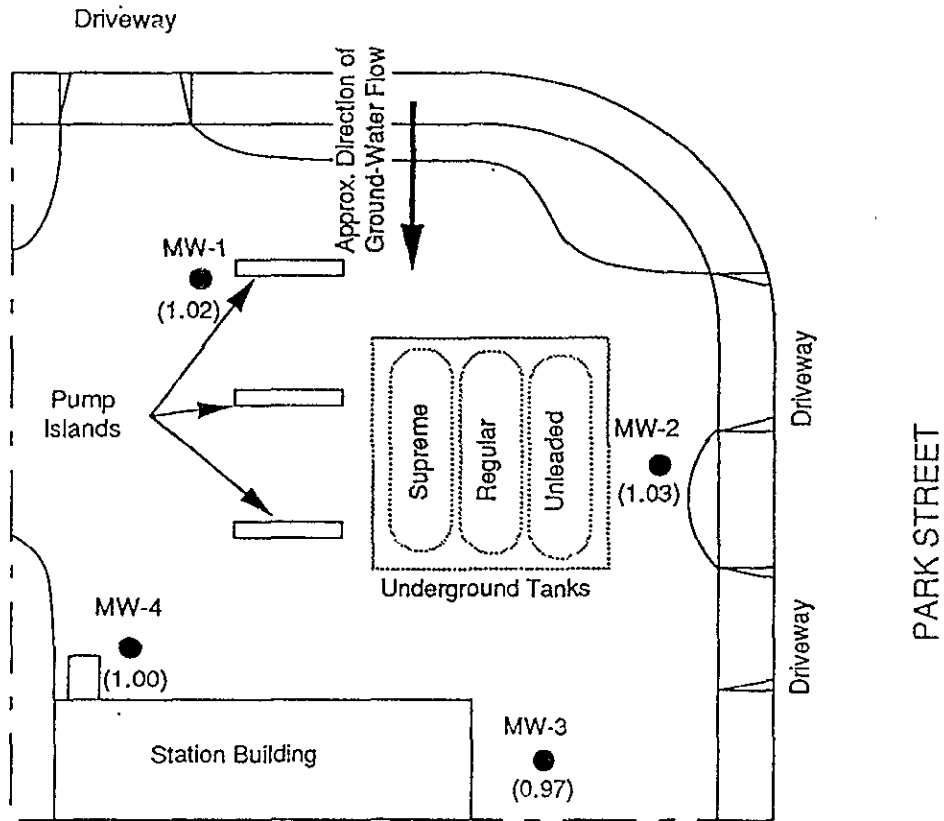 Driveway
Approx. Direction of
Ground-Water Flow
MW-1
(1.02)
Pump
Islands
Supreme
Regular
Unleaded
MW-2
(1.03)
Driveway
PARK STREET
Underground Tanks
MW-4
(1.00)
Driveway
Station Building
MW-3
(0.97)